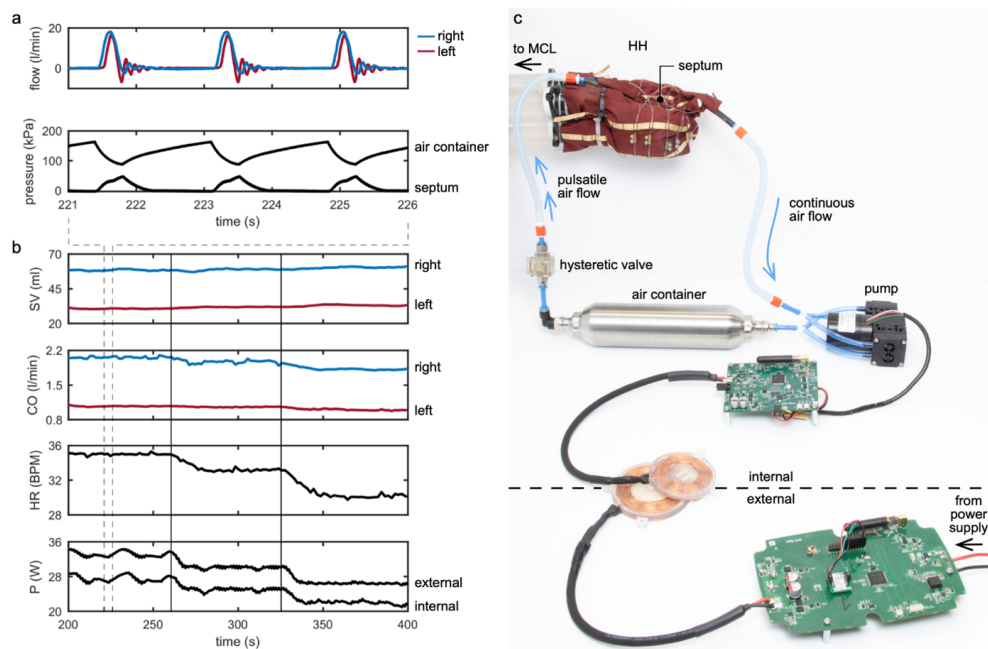 a
20
0
flow (l/min)
right
left
200
100
0
pressure (kPa)
air container
septum
221 222 223 224 225 226
time (s)
b
70
45
20
SV (ml)
right
left
2.2
1.5
0.8
CO (l/min)
right
left
36
31
28
HR (BPM)
36
28
20
P (W)
external
internal
200 250 300 350 400
time (s)
c
to MCL
HH
septum
pulsatile
air flow
continuous
air flow
hysteretic valve
air container
pump
internal
external
from
power
supply